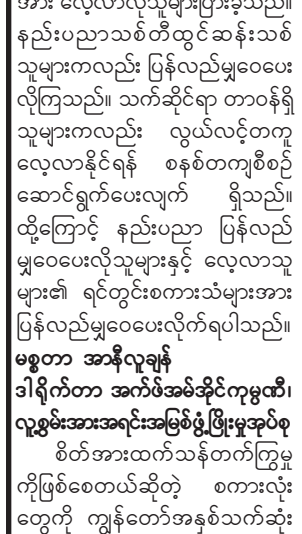 အား လေ့လာလိုသူများပြားခဲ့သည်။
နည်းပညာသစ်တီထွင်ဆန်းသစ်
သူများကလည်း ပြန်လည်မျှဝေပေး
လိုကြသည်။ သက်ဆိုင်ရာ တာဝန်ရှိ
သူများကလည်း လွယ်လင့်တကူ
လေ့လာနိုင်ရန် စနစ်တကျစီစဉ်
ဆောင်ရွက်ပေးလျက် ရှိသည်။
ထို့ကြောင့် နည်းပညာ ပြန်လည်
မျှဝေပေးလိုသူများနှင့် လေ့လာသူ
များ၏ ရင်တွင်းစကားသံများအား
ပြန်လည်မျှဝေပေးလိုက်ရပါသည်။
မစ္စတာ အာနီလူချန်
ဒါရိုက်တာ အက်ဖ်အမ်အိုင်ကုမ္ပဏီ၊
လူ့စွမ်းအားအရင်းအမြစ်ဖွံ့ဖြိုးမှုအုပ်စု
စိတ်အားထက်သန်တက်ကြွမှု
ကိုဖြစ်စေတယ်ဆိုတဲ့ စကားလုံး
တွေကို ကျွန်တော်အနှစ်သက်ဆုံး